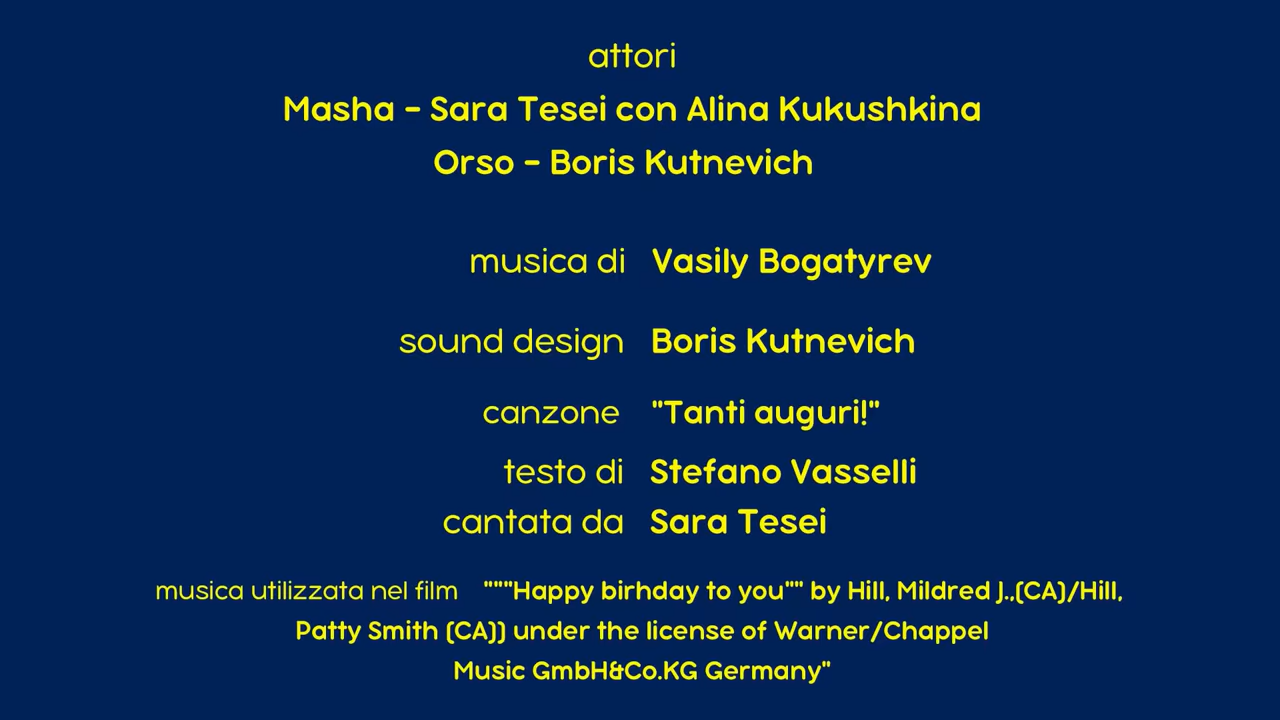 attori
Masha - Sara Tesei con Alina Kukushkina
Orso - Boris Kutnevich
musica di Vasily Bogatyrev
sound design Boris Kutnevich
canzone "Tanti auguri!"
testo di Stefano Vasselli
cantata da Sara Tesei
musica utilizzata nel film """Happy birhday to you"" by Hill, Mildred J.,(CA)/Hill,
Patty Smith (CA)) under the license of Warner/Chappel
Music GmbH&Co.KG Germany"